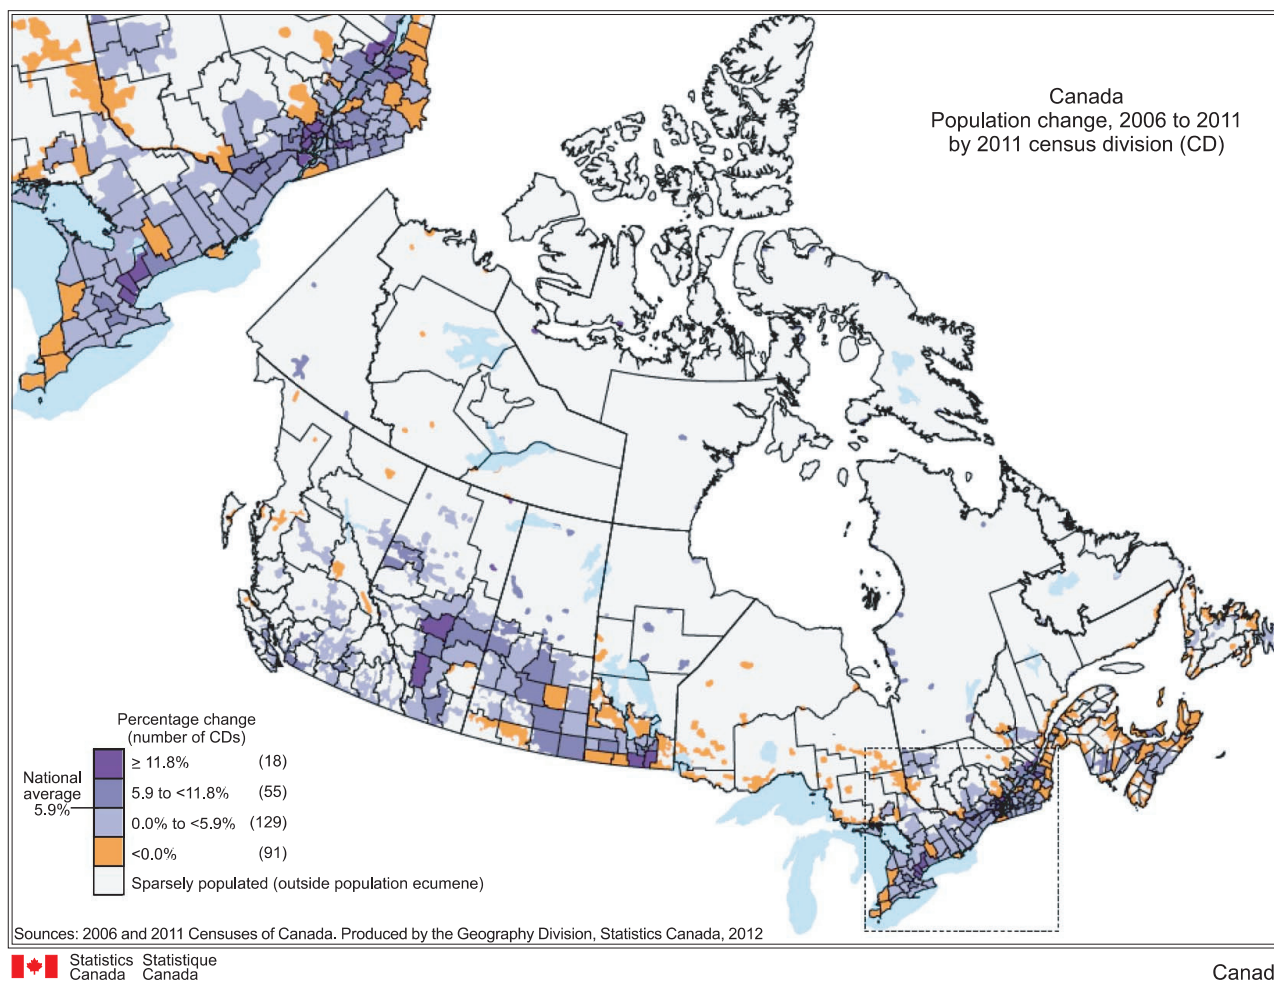 Canada
Population change, 2006 to 2011
by 2011 census division (CD)
Percentage change
(number of CDs)
≥ 11.8% (18)
National
average
5.9%
5.9 to <11.8% (55)
0.0% to <5.9% (129)
<0.0% (91)
Sparsely populated (outside population ecumene)
Sources: 2006 and 2011 Censuses of Canada. Produced by the Geography Division, Statistics Canada, 2012
Statistics Statistique
Canada Canada
Canad